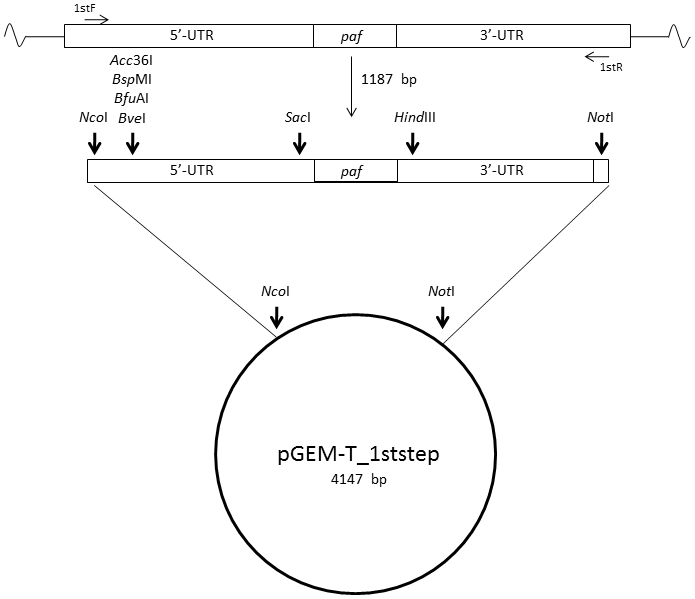 1stF
5’-UTR paf 3’-UTR
1stR
Acc36I
BspMI
BfuAI
BveI
1187 bp
NcoI
SacI
HindIII
NotI
5’-UTR paf 3’-UTR
NcoI
NotI
pGEM-T_1ststep
4147 bp